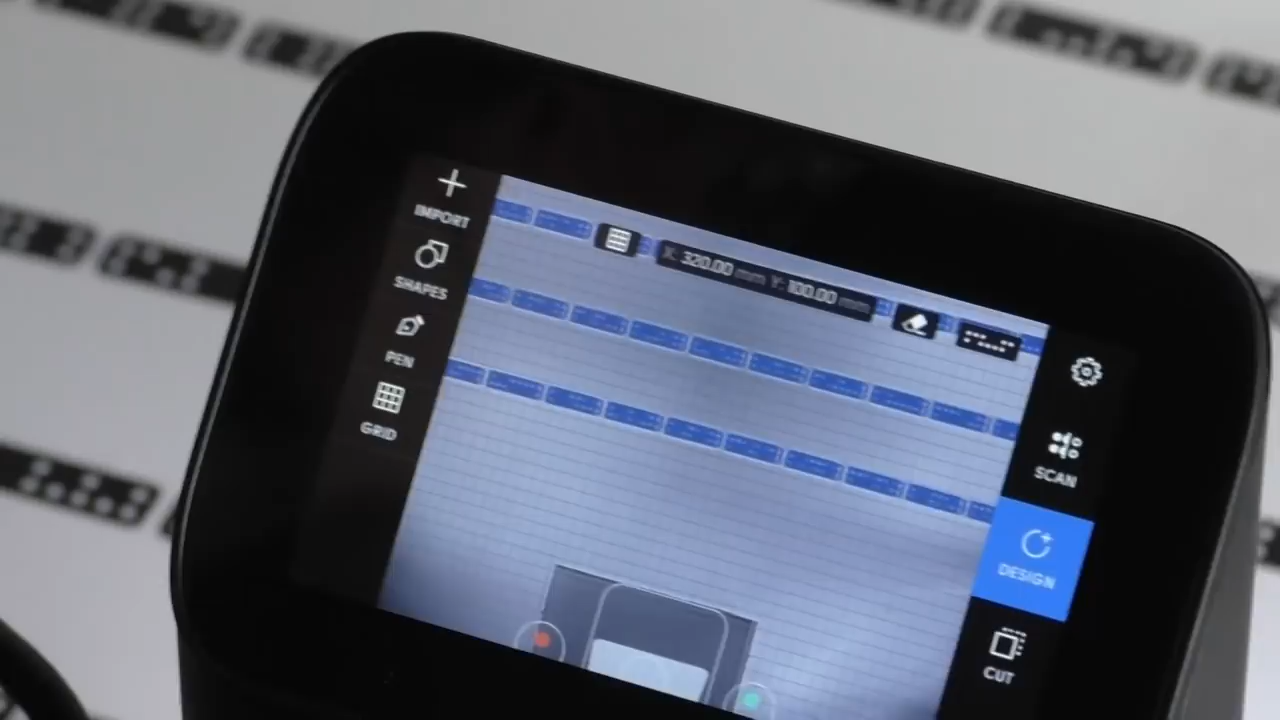 IMPORT
SHAPES
PEN
GRID
X: 320.00 mm Y: 100.00 mm
SCAN
DESIGN
CUT